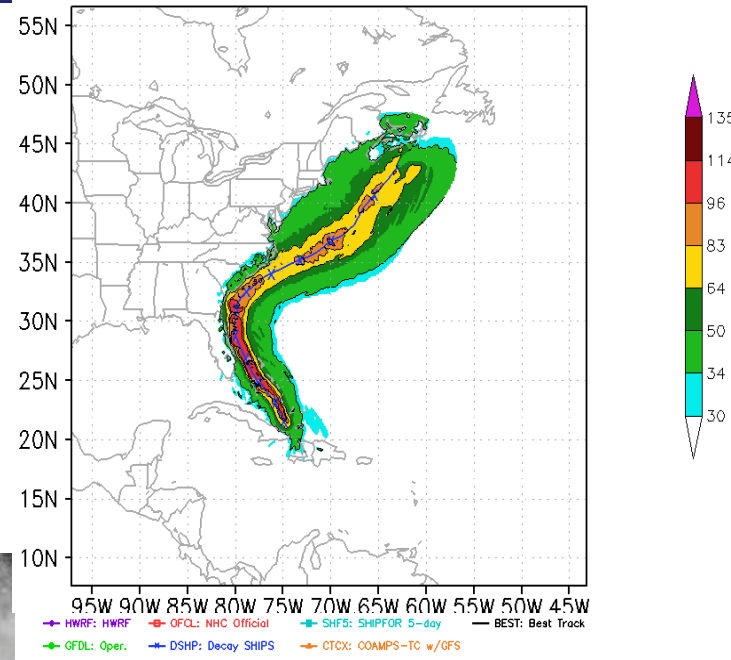 55N
50N
45N
40N
35N
30N
25N
20N
15N
10N
95W 90W 85W 80W 75W 70W 65W 60W 55W 50W 45W
135
114
96
83
64
50
34
30
HWRF: HWRF OFCL: NHC Official SHF5: SHIPFOR 5-day BEST: Best Track
GFDL: Oper. DSHP: Decay SHIPS CTCX: COAMPS-TC w/GFS